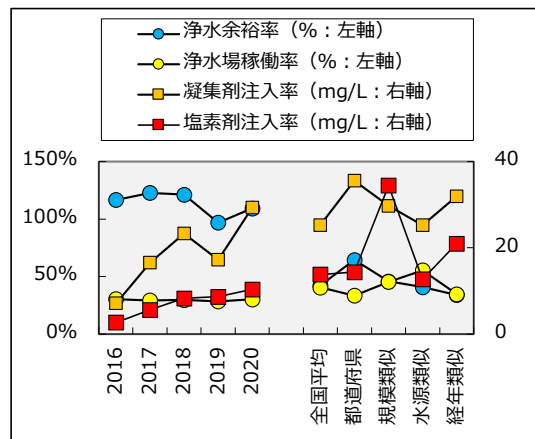 浄水余裕率（%：左軸）
浄水場稼働率（%：左軸）
凝集剤注入率（mg/L：右軸）
塩素剤注入率（mg/L：右軸）
150%
100%
50%
0%
40
20
0
2016
2017
2018
2019
2020
全国平均
都道府県
規模類似
水源類似
経年類似